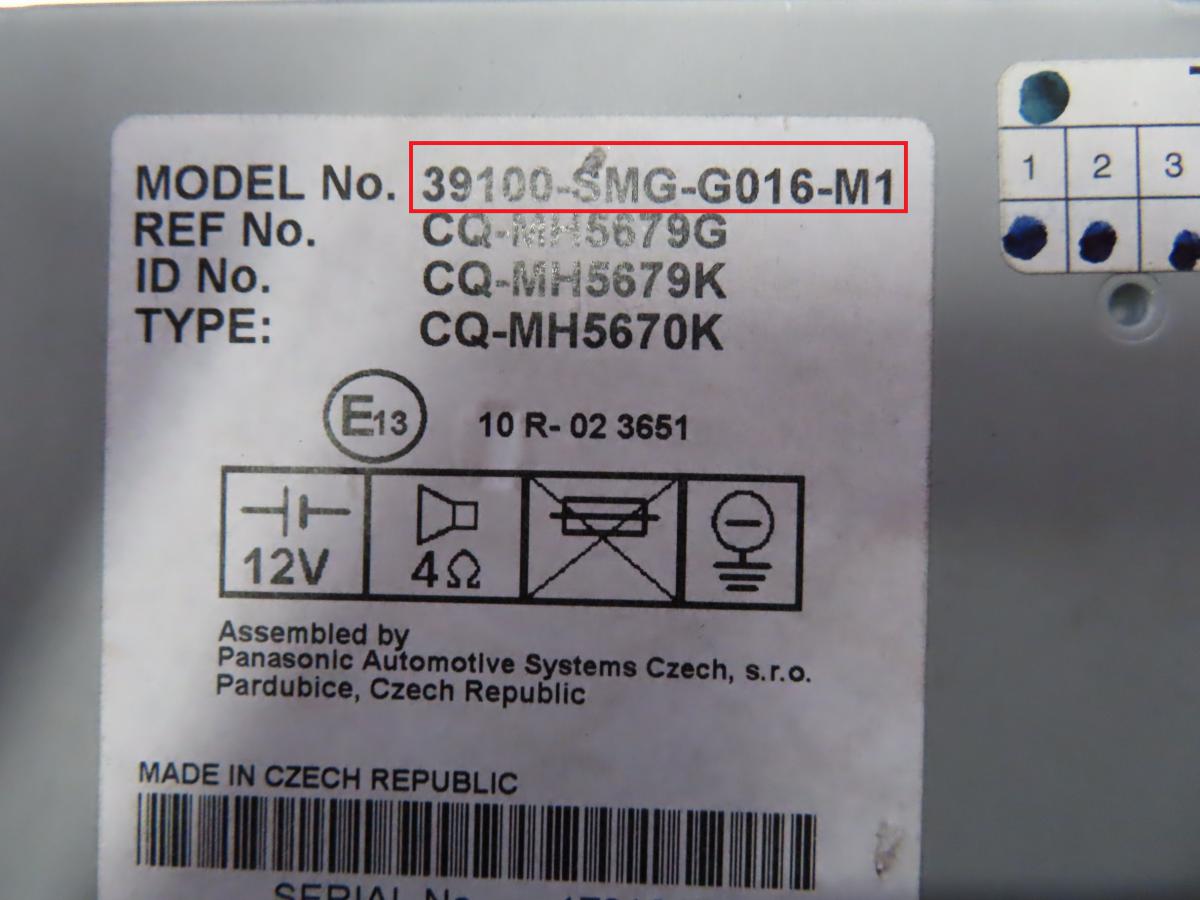 MODEL No. 39100-SMG-G016-M1
REF No. CQ-MH5679G
ID No. CQ-MH5679K
TYPE: CQ-MH5670K
E13 10 R- 02 3651
12V 4Ω
Assembled by
Panasonic Automotive Systems Czech, s.r.o.
Pardubice, Czech Republic
MADE IN CZECH REPUBLIC
SERIAL No.
1 2 3